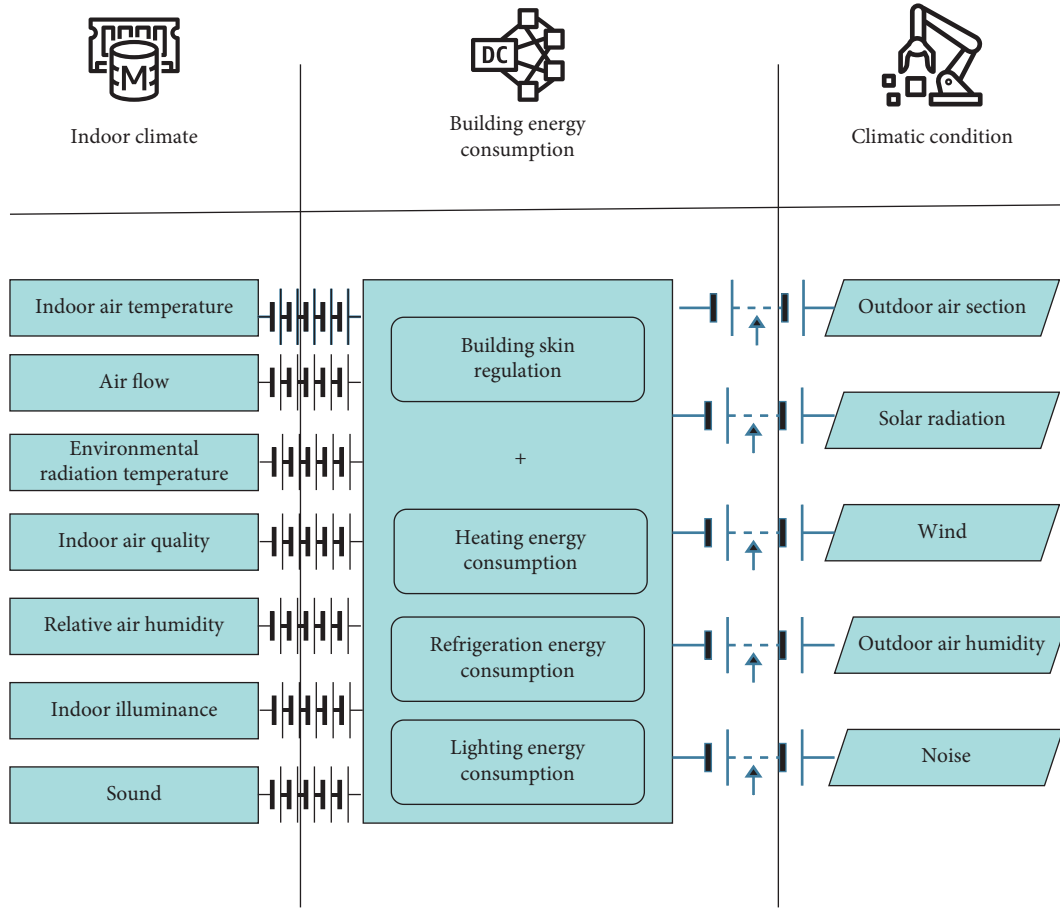 M
DC
Indoor climate
Building energy
consumption
Climatic condition
Indoor air temperature
Air flow
Environmental
radiation temperature
Indoor air quality
Relative air humidity
Indoor illuminance
Sound
Building skin
regulation
+
Heating energy
consumption
Refrigeration energy
consumption
Lighting energy
consumption
Outdoor air section
Solar radiation
Wind
Outdoor air humidity
Noise